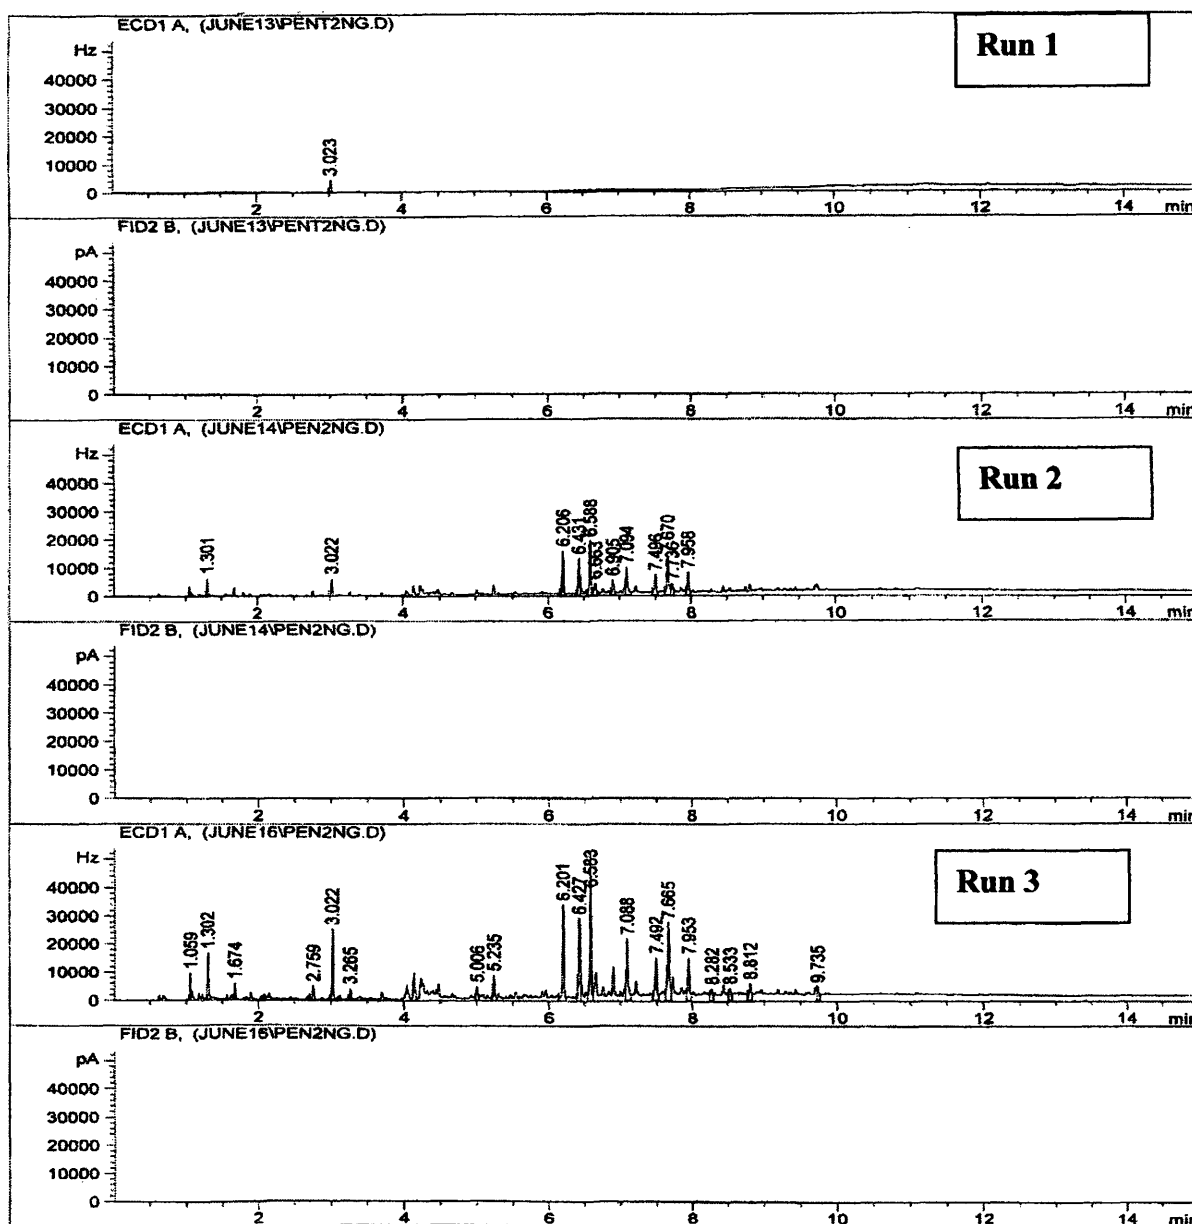 ECD1 A, (JUNE13\PENT2NG.D)
Run 1
Hz
40000
30000
20000
10000
0
3.023
2 4 6 8 10 12 14 min
FID2 B, (JUNE13\PENT2NG.D)
pA
40000
30000
20000
10000
0
2 4 6 8 10 12 14 min
ECD1 A, (JUNE14\PEN2NG.D)
Run 2
Hz
40000
30000
20000
10000
0
1.301 3.022 6.206 6.431 6.588 6.663 6.905 7.094 7.496 7.670 7.736 7.958
2 4 6 8 10 12 14 min
FID2 B, (JUNE14\PEN2NG.D)
pA
40000
30000
20000
10000
0
2 4 6 8 10 12 14 min
ECD1 A, (JUNE16\PEN2NG.D)
Run 3
Hz
40000
30000
20000
10000
0
1.059 1.302 1.674 2.759 3.022 3.265 5.006 5.235 6.201 6.427 6.583 7.088 7.492 7.665 7.953 8.282 8.533 8.812 9.735
2 4 6 8 10 12 14 min
FID2 B, (JUNE16\PEN2NG.D)
pA
40000
30000
20000
10000
0
2 4 6 8 10 12 14 min